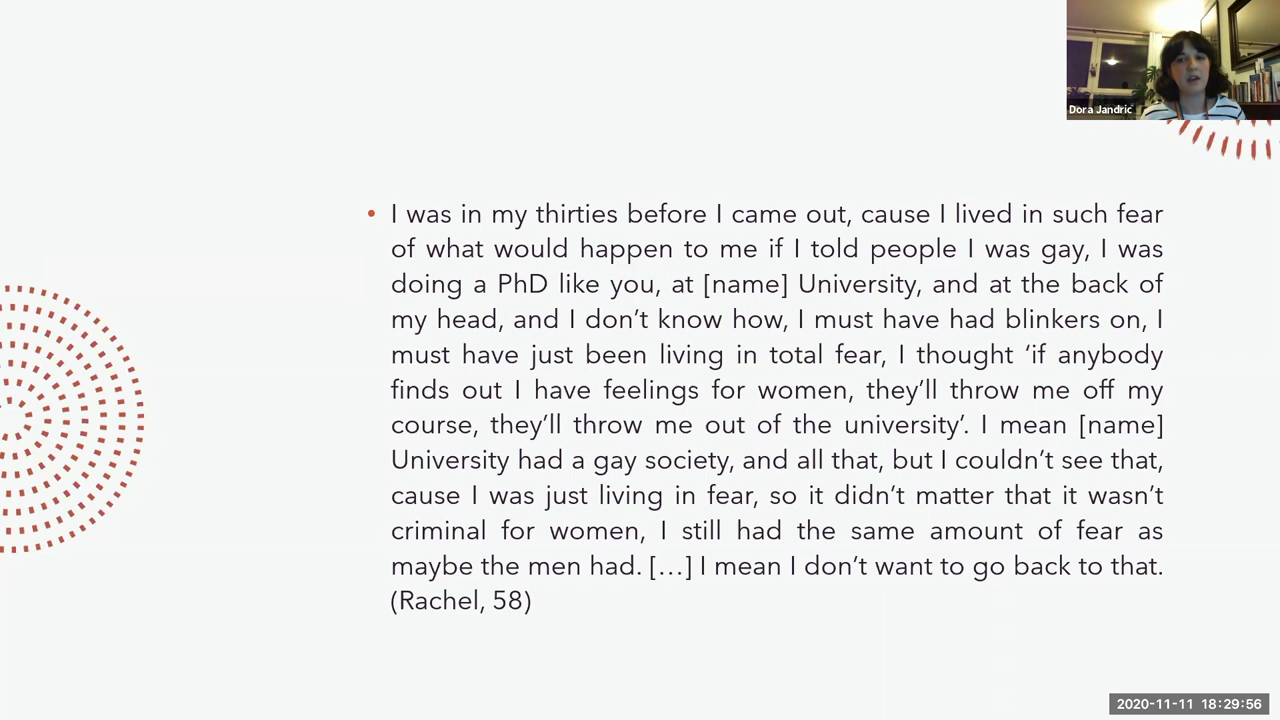 Dora Jandric
• I was in my thirties before I came out, cause I lived in such fear
of what would happen to me if I told people I was gay, I was
doing a PhD like you, at [name] University, and at the back of
my head, and I don’t know how, I must have had blinkers on, I
must have just been living in total fear, I thought ‘if anybody
finds out I have feelings for women, they’ll throw me off my
course, they’ll throw me out of the university’. I mean [name]
University had a gay society, and all that, but I couldn’t see that,
cause I was just living in fear, so it didn’t matter that it wasn’t
criminal for women, I still had the same amount of fear as
maybe the men had. […] I mean I don’t want to go back to that.
(Rachel, 58)
2020-11-11 18:29:56